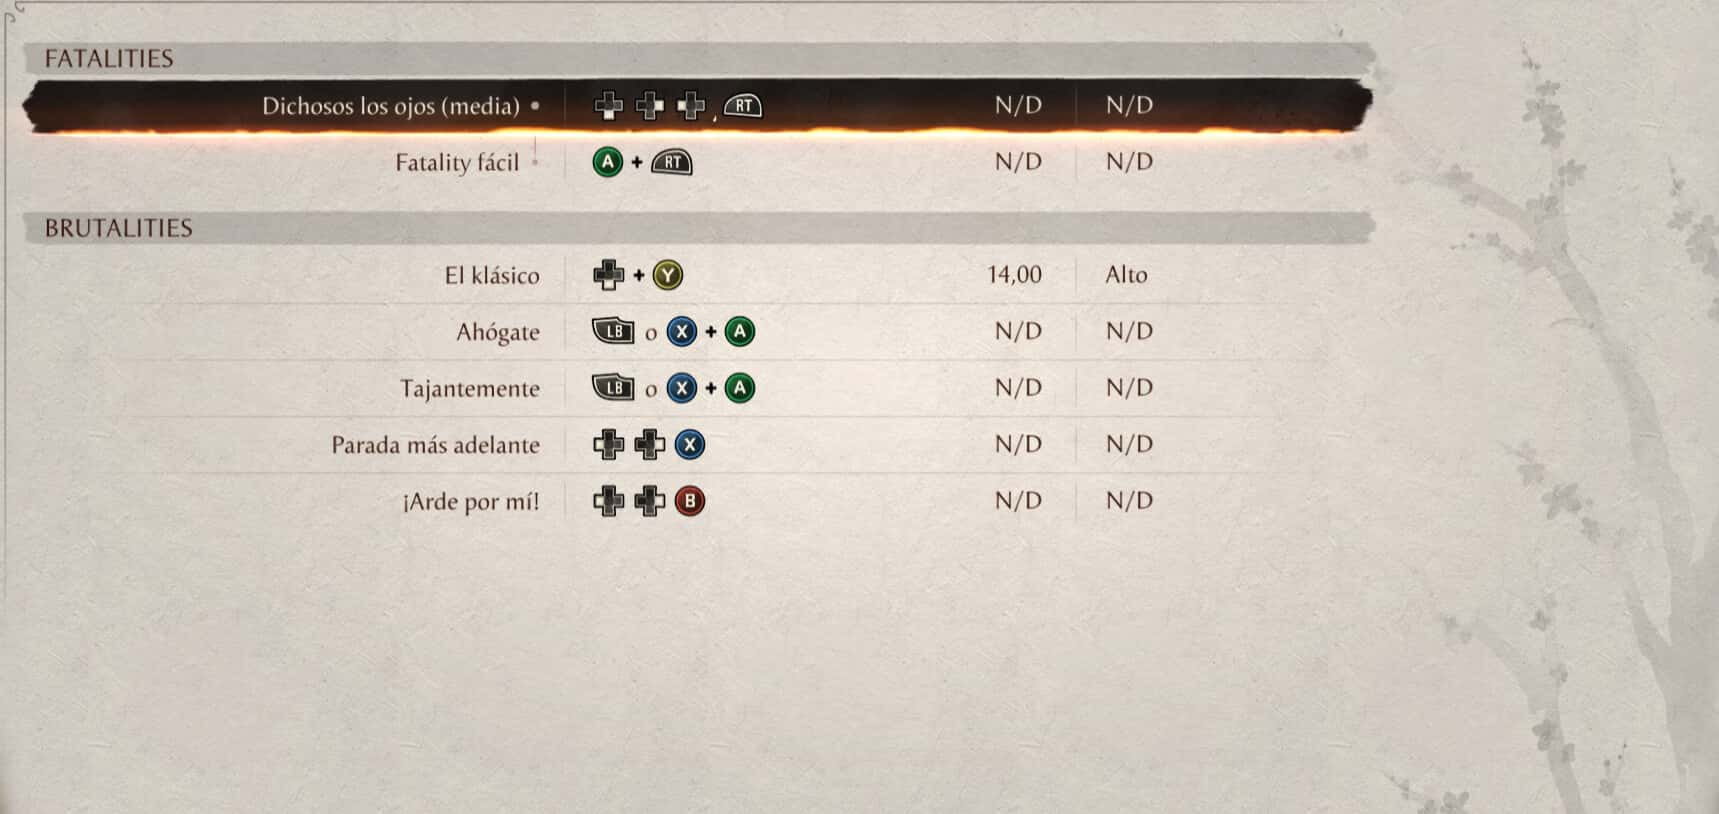 FATALITIES
Dichosos los ojos (media) , RT N/D N/D
Fatality fácil A + RT N/D N/D
BRUTALITIES
El klásico + Y 14,00 Alto
Ahógate LB o X + A N/D N/D
Tajantemente LB o X + A N/D N/D
Parada más adelante X N/D N/D
¡Arde por mí! B N/D N/D